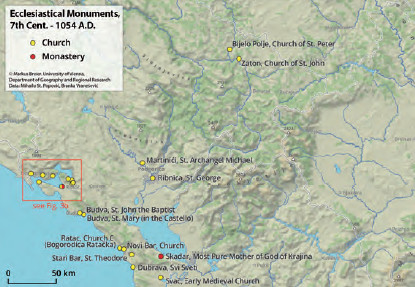 Ecclesiastical Monuments,
7th Cent. - 1054 A.D.
Church
Monastery
© Markus Breier, University of Vienna,
Department of Geography and Regional Research
Data: Mihailo St. Popović, Branka Vranešević
Bijelo Polje, Church of St. Peter
Zaton, Church of St. John
Martinići, St. Archangel Michael
Ribnica, St. George
see Fig. 1b
Budva, St. John the Baptist
Budva, St. Mary (in the Castello)
Ratac, Church I
(Bogorodica Ratačka)
Novi Bar, Church
Stari Bar, St. Theodore
Skadar, Most Pure Mother of God of Krajina
Dubrava, Svi Sveti
Svač, Early Medieval Church
0 50 km